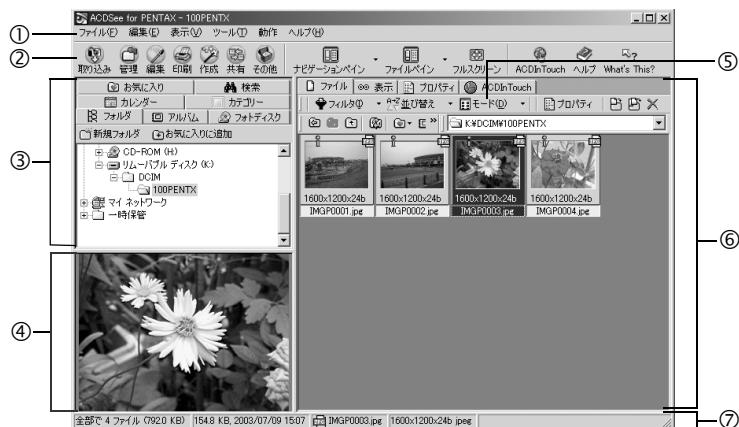 ACDSee for PENTAX - 100PENTX
① ファイル(F) 編集(E) 表示(V) ツール(T) 動作 ヘルプ(H)
② 取り込み 管理 編集 印刷 作成 共有 その他 ナビゲーションペイン ファイルペイン フルスクリーン ACDInTouch ヘルプ What's This?
⑤
お気に入り 検索
カレンダー カテゴリー
フォルダ アルバム フォトディスク
新規フォルダ お気に入りに追加
③
CD-ROM (H:)
リムーバブル ディスク (K:)
DCIM
100PENTX
マイ ネットワーク
一時保管
ファイル 表示 プロパティ ACDInTouch
フィルタ(I) 並び替え モード(O) プロパティ
K:¥DCIM¥100PENTX
1600x1200x24b 1600x1200x24b 1600x1200x24b 1600x1200x24b
IMGP0001.jpg IMGP0002.jpg IMGP0003.jpg IMGP0004.jpg
⑥
④
全部で 4 ファイル (792.0 KB) 154.8 KB, 2003/07/09 15:07 IMGP0003.jpg 1600x1200x24b jpeg
⑦